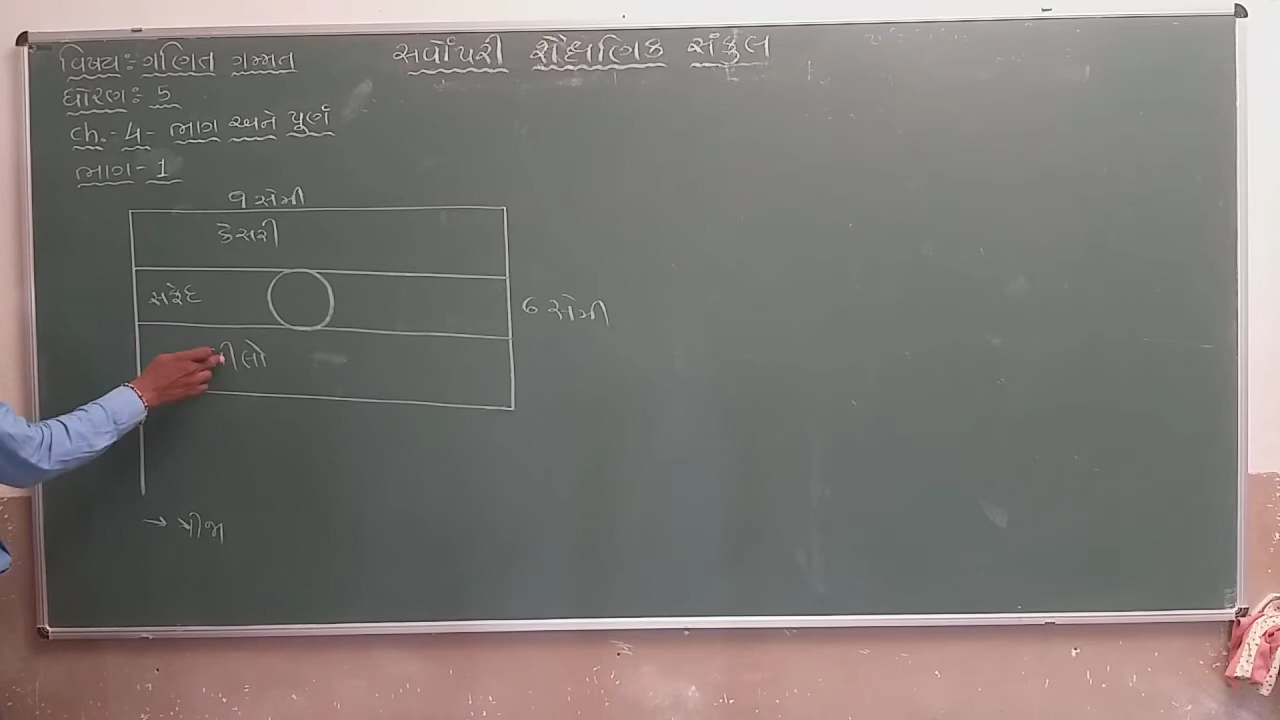 સર્વોપરી શૈક્ષણિક સંકુલ
વિષયઃ ગણિત ગમ્મત
ધોરણઃ 5
ch.- 4 - ભાગ અને પૂર્ણ
ભાગ - 1
9 સેમી
કેસરી
સફેદ
6 સેમી